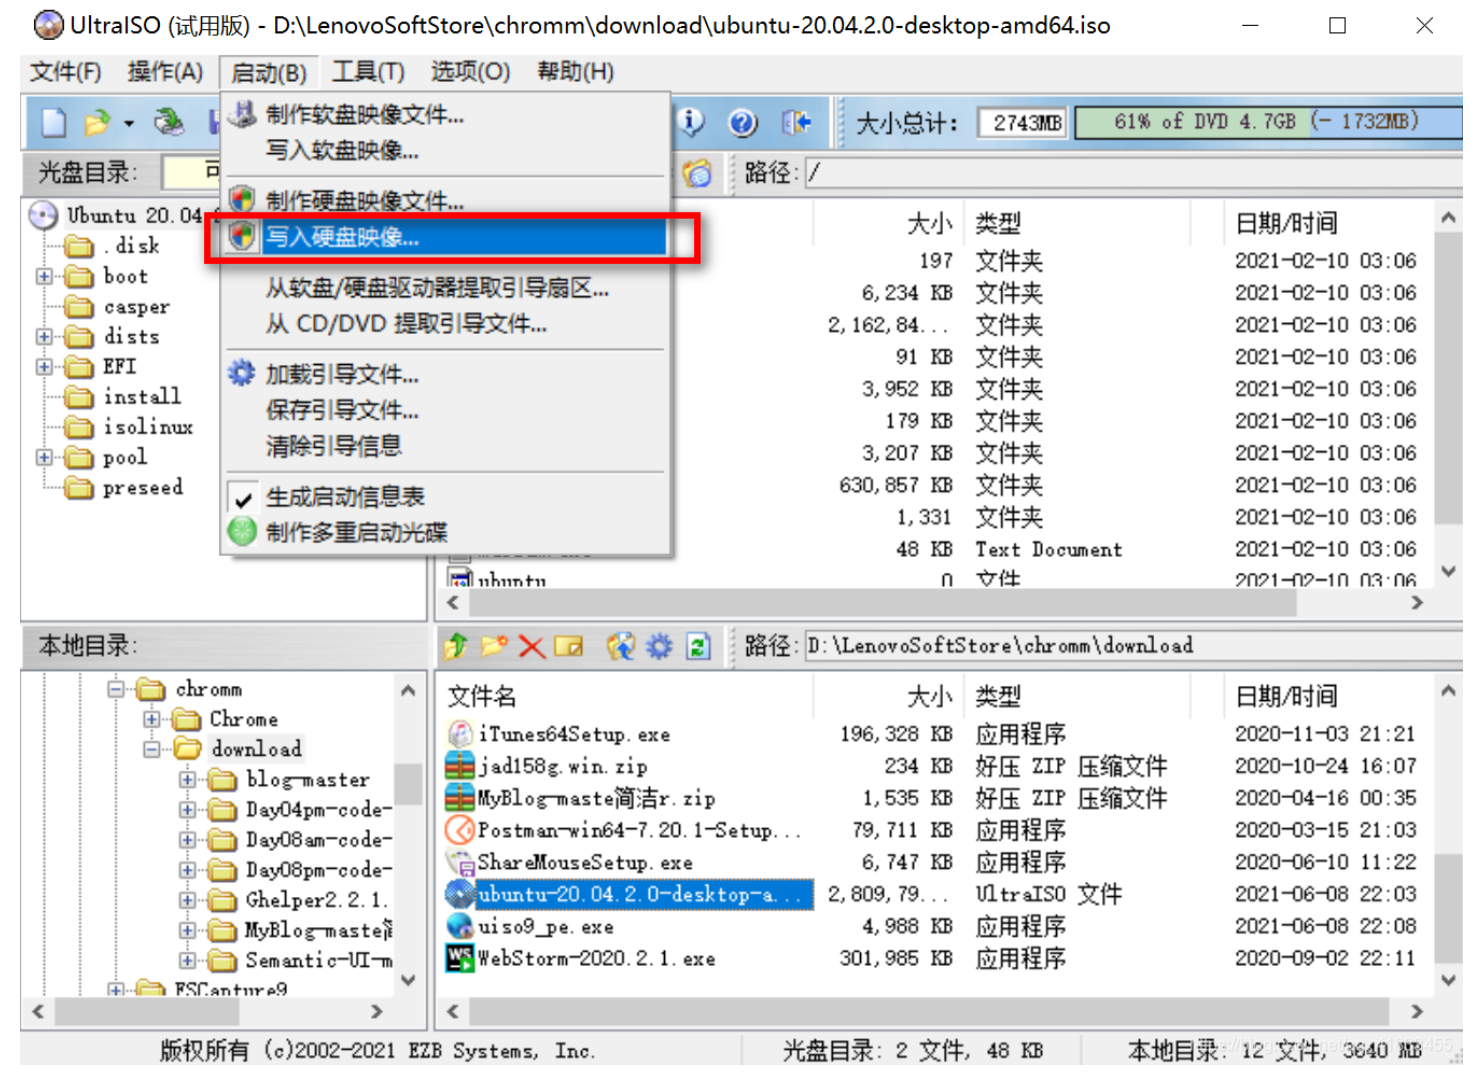 UltraISO (试用版) - D:\LenovoSoftStore\chromm\download\ubuntu-20.04.2.0-desktop-amd64.iso
文件(F) 操作(A) 启动(B) 工具(T) 选项(O) 帮助(H)
大小总计: 2743MB 61% of DVD 4.7GB (- 1732MB)
光盘目录: 可
路径: /
制作软盘映像文件...
写入软盘映像...
制作硬盘映像文件...
写入硬盘映像...
从软盘/硬盘驱动器提取引导扇区...
从 CD/DVD 提取引导文件...
加载引导文件...
保存引导文件...
清除引导信息
生成启动信息表
制作多重启动光碟
Ubuntu 20.04
.disk
boot
casper
dists
EFI
install
isolinux
pool
preseed
大小 类型 日期/时间
197 文件夹 2021-02-10 03:06
6,234 KB 文件夹 2021-02-10 03:06
2,162,84... 文件夹 2021-02-10 03:06
91 KB 文件夹 2021-02-10 03:06
3,952 KB 文件夹 2021-02-10 03:06
179 KB 文件夹 2021-02-10 03:06
3,207 KB 文件夹 2021-02-10 03:06
630,857 KB 文件夹 2021-02-10 03:06
1,331 文件夹 2021-02-10 03:06
48 KB Text Document 2021-02-10 03:06
ubuntu 0 文件 2021-02-10 03:06
本地目录:
路径: D:\LenovoSoftStore\chromm\download
chromm
Chrome
download
blog-master
Day04pm-code-
Day08am-code-
Day08pm-code-
Ghelper2.2.1.
MyBlog-maste简
Semantic-UI-m
FSCapture9
文件名 大小 类型 日期/时间
iTunes64Setup.exe 196,328 KB 应用程序 2020-11-03 21:21
jad158g.win.zip 234 KB 好压 ZIP 压缩文件 2020-10-24 16:07
MyBlog-maste简洁r.zip 1,535 KB 好压 ZIP 压缩文件 2020-04-16 00:35
Postman-win64-7.20.1-Setup... 79,711 KB 应用程序 2020-03-15 21:03
ShareMouseSetup.exe 6,747 KB 应用程序 2020-06-10 11:22
ubuntu-20.04.2.0-desktop-a... 2,809,79... UltraISO 文件 2021-06-08 22:03
uiso9_pe.exe 4,988 KB 应用程序 2021-06-08 22:08
WebStorm-2020.2.1.exe 301,985 KB 应用程序 2020-09-02 22:11
版权所有 (c)2002-2021 EZB Systems, Inc.
光盘目录: 2 文件, 48 KB
本地目录: 12 文件, 3640 MB